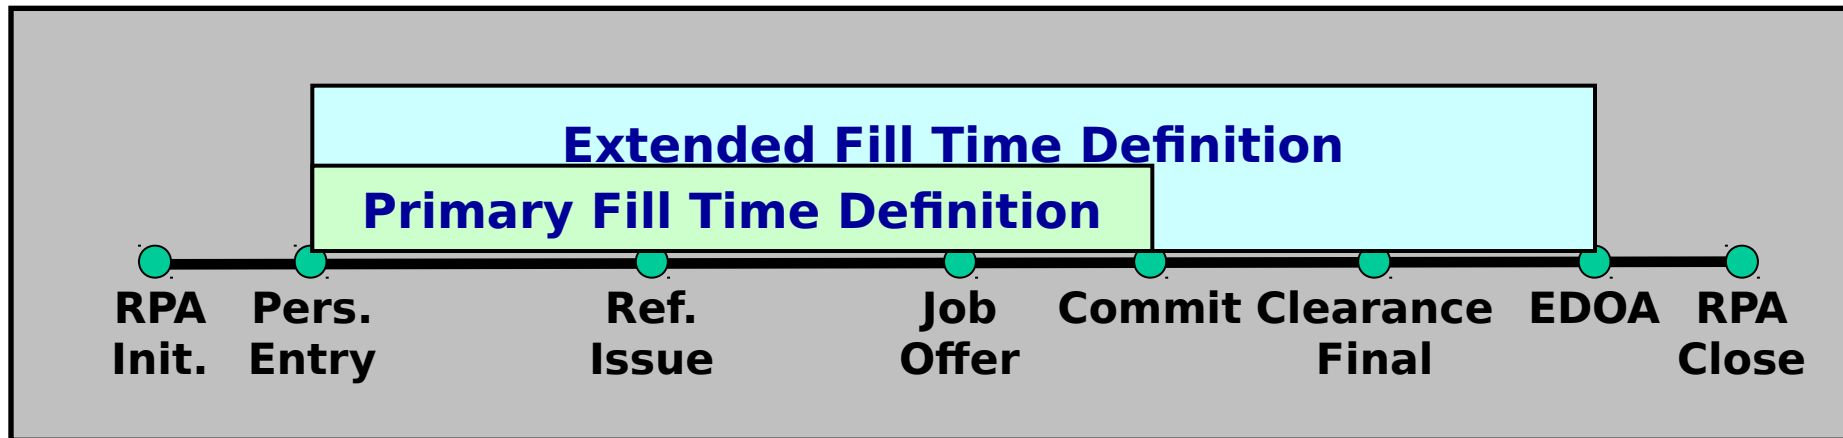 Extended Fill Time Definition
Primary Fill Time Definition
RPA Init.
Pers. Entry
Ref. Issue
Job Offer
Commit
Clearance Final
EDOA
RPA Close